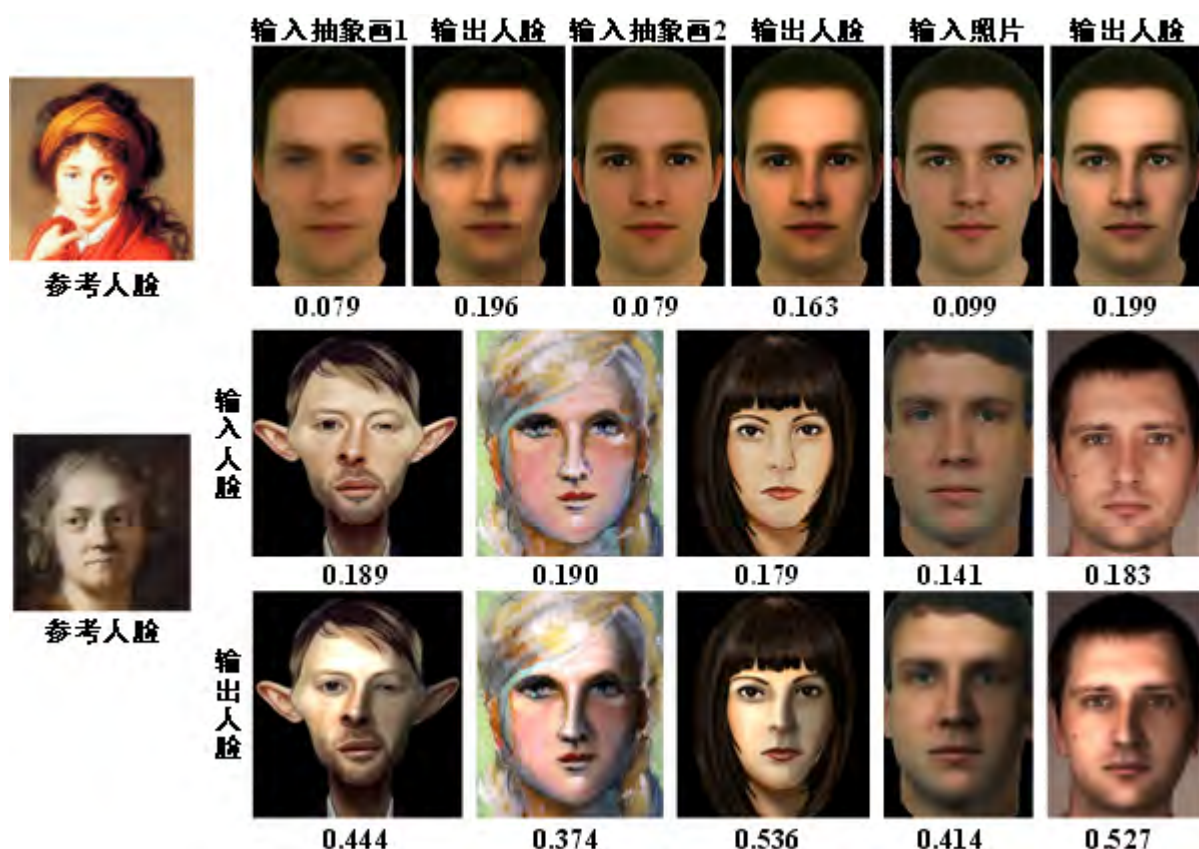 输入抽象画1 输出人脸 输入抽象画2 输出人脸 输入照片 输出人脸
参考人脸
0.079 0.196 0.079 0.163 0.099 0.199
输入人脸
参考人脸
0.189 0.190 0.179 0.141 0.183
输出人脸
0.444 0.374 0.536 0.414 0.527